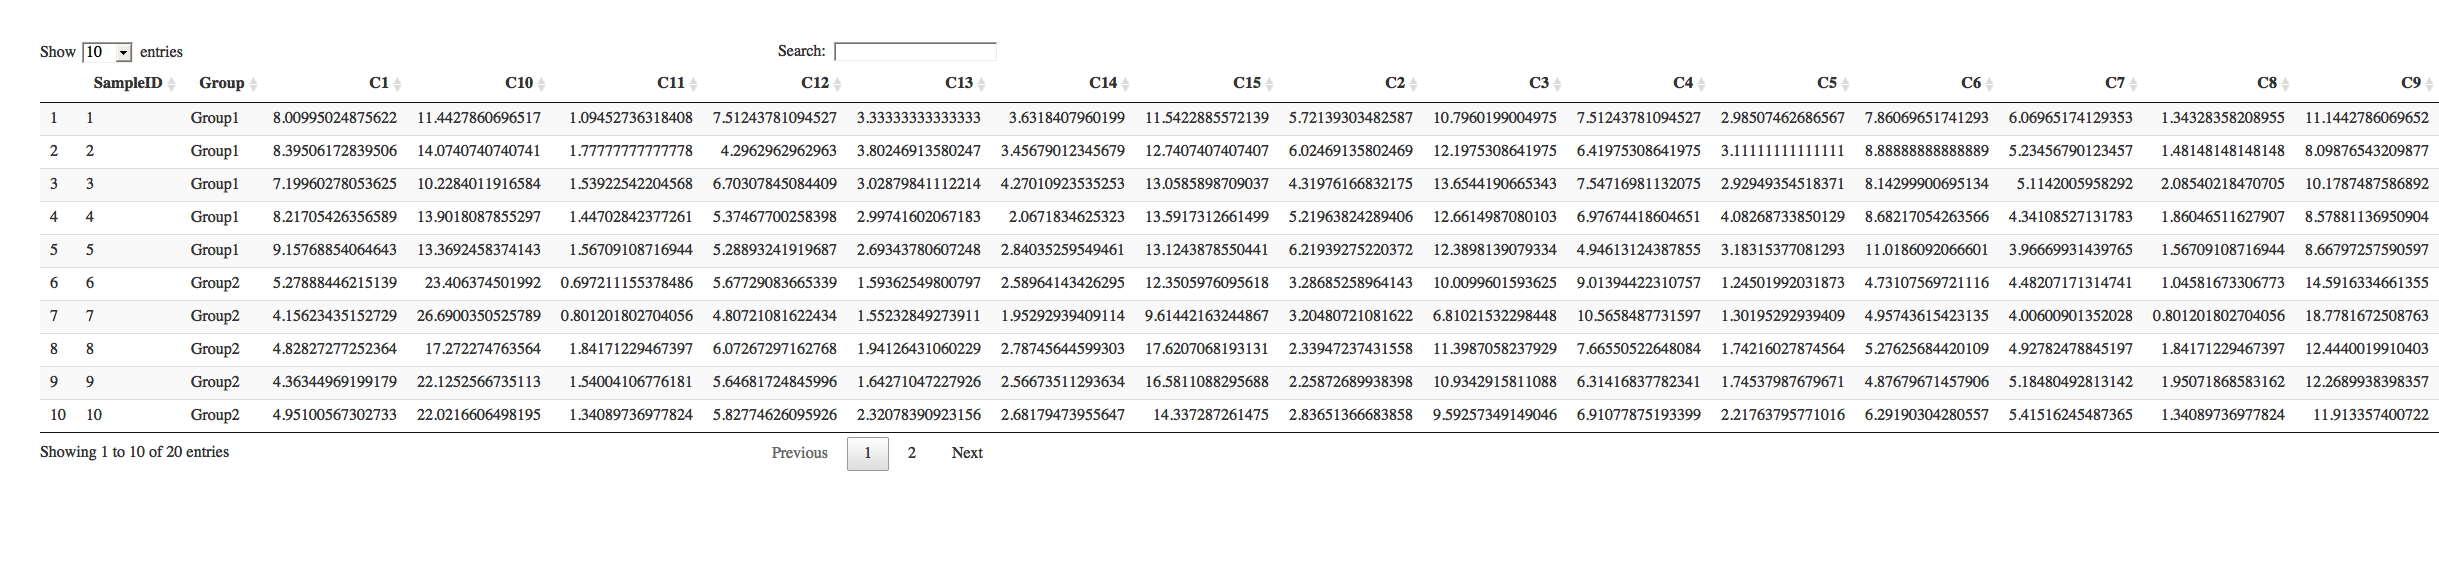 Show 10 entries Search:
SampleID Group C1 C10 C11 C12 C13 C14 C15 C2 C3 C4 C5 C6 C7 C8 C9
1 1 Group1 8.00995024875622 11.4427860696517 1.09452736318408 7.51243781094527 3.33333333333333 3.6318407960199 11.5422885572139 5.72139303482587 10.7960199004975 7.51243781094527 2.98507462686567 7.86069651741293 6.06965174129353 1.34328358208955 11.1442786069652
2 2 Group1 8.39506172839506 14.0740740740741 1.77777777777778 4.2962962962963 3.80246913580247 3.45679012345679 12.7407407407407 6.02469135802469 12.1975308641975 6.41975308641975 3.11111111111111 8.88888888888889 5.23456790123457 1.48148148148148 8.09876543209877
3 3 Group1 7.19960278053625 10.2284011916584 1.53922542204568 6.70307845084409 3.02879841112214 4.27010923535253 13.0585898709037 4.31976166832175 13.6544190665343 7.54716981132075 2.92949354518371 8.14299900695134 5.1142005958292 2.08540218470705 10.1787487586892
4 4 Group1 8.21705426356589 13.9018087855297 1.44702842377261 5.37467700258398 2.99741602067183 2.0671834625323 13.5917312661499 5.21963824289406 12.6614987080103 6.97674418604651 4.08268733850129 8.68217054263566 4.34108527131783 1.86046511627907 8.57881136950904
5 5 Group1 9.15768854064643 13.3692458374143 1.56709108716944 5.28893241919687 2.69343780607248 2.84035259549461 13.1243878550441 6.21939275220372 12.3898139079334 4.94613124387855 3.18315377081293 11.0186092066601 3.96669931439765 1.56709108716944 8.66797257590597
6 6 Group2 5.27888446215139 23.406374501992 0.697211155378486 5.67729083665339 1.59362549800797 2.58964143426295 12.3505976095618 3.28685258964143 10.0099601593625 9.01394422310757 1.24501992031873 4.73107569721116 4.48207171314741 1.04581673306773 14.5916334661355
7 7 Group2 4.15623435152729 26.6900350525789 0.801201802704056 4.80721081622434 1.55232849273911 1.95292939409114 9.61442163244867 3.20480721081622 6.81021532298448 10.5658487731597 1.30195292939409 4.95743615423135 4.00600901352028 0.801201802704056 18.7781672508763
8 8 Group2 4.82827277252364 17.272274763564 1.84171229467397 6.07267297162768 1.94126431060229 2.78745644599303 17.6207068193131 2.33947237431558 11.3987058237929 7.66550522648084 1.74216027874564 5.27625684420109 4.92782478845197 1.84171229467397 12.4440019910403
9 9 Group2 4.36344969199179 22.1252566735113 1.54004106776181 5.64681724845996 1.64271047227926 2.56673511293634 16.5811088295688 2.25872689938398 10.9342915811088 6.31416837782341 1.74537987679671 4.87679671457906 5.18480492813142 1.95071868583162 12.2689938398357
10 10 Group2 4.95100567302733 22.0216606498195 1.34089736977824 5.82774626095926 2.32078390923156 2.68179473955647 14.337287261475 2.83651366683858 9.59257349149046 6.91077875193399 2.21763795771016 6.29190304280557 5.41516245487365 1.34089736977824 11.913357400722
Showing 1 to 10 of 20 entries Previous 1 2 Next